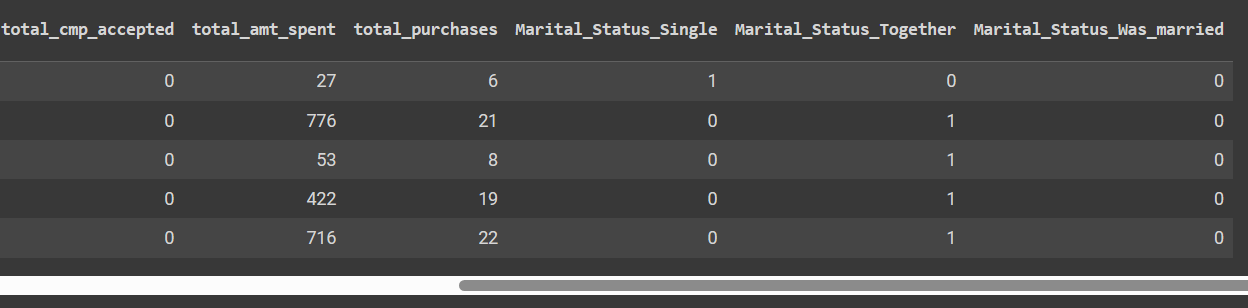 total_cmp_accepted total_amt_spent total_purchases Marital_Status_Single Marital_Status_Together Marital_Status_Was_married
0 27 6 1 0 0
0 776 21 0 1 0
0 53 8 0 1 0
0 422 19 0 1 0
0 716 22 0 1 0